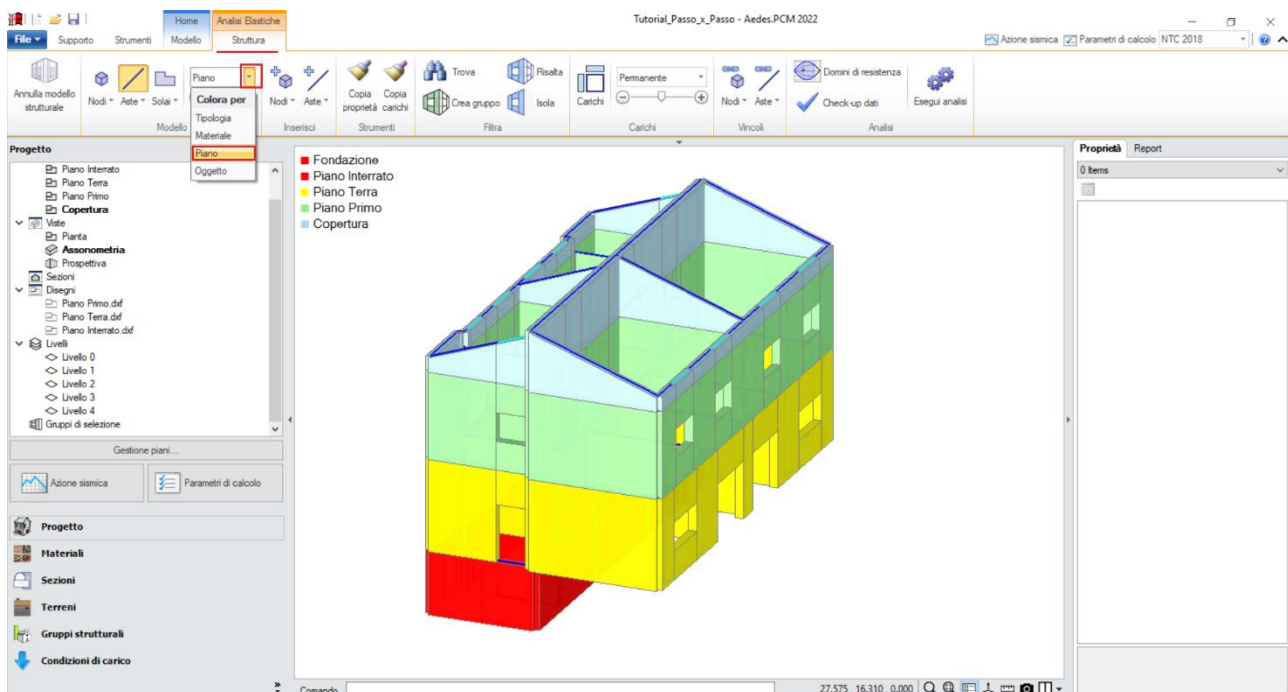 Tutorial_Passo_x_Passo - Aedes.PCM 2022
Home Analisi Elastiche
File Supporto Strumenti Modello Struttura
Azione sismica Parametri di calcolo NTC 2018
Annulla modello strutturale
Nodi Aste Solai
Piano
Colora per
Tipologia
Materiale
Piano
Oggetto
Modello
Nodi Aste
Inserisci
Copia proprietà
Copia carichi
Strumenti
Trova
Crea gruppo
Risalta
Isola
Filtra
Carichi
Permanente
Carichi
Nodi Aste
Vincoli
Domini di resistenza
Check-up dati
Esegui analisi
Analisi
Progetto
Piano Interrato
Piano Terra
Piano Primo
Copertura
Viste
Pianta
Assonometria
Prospettiva
Sezioni
Disegni
Piano Primo.dxf
Piano Terra.dxf
Piano Interrato.dxf
Livelli
Livello 0
Livello 1
Livello 2
Livello 3
Livello 4
Gruppi di selezione
Gestione piani...
Azione sismica
Parametri di calcolo
Progetto
Materiali
Sezioni
Terreni
Gruppi strutturali
Condizioni di carico
Fondazione
Piano Interrato
Piano Terra
Piano Primo
Copertura
Proprietà Report
0 Items
Comando
27.575 , 16.310 , 0.000